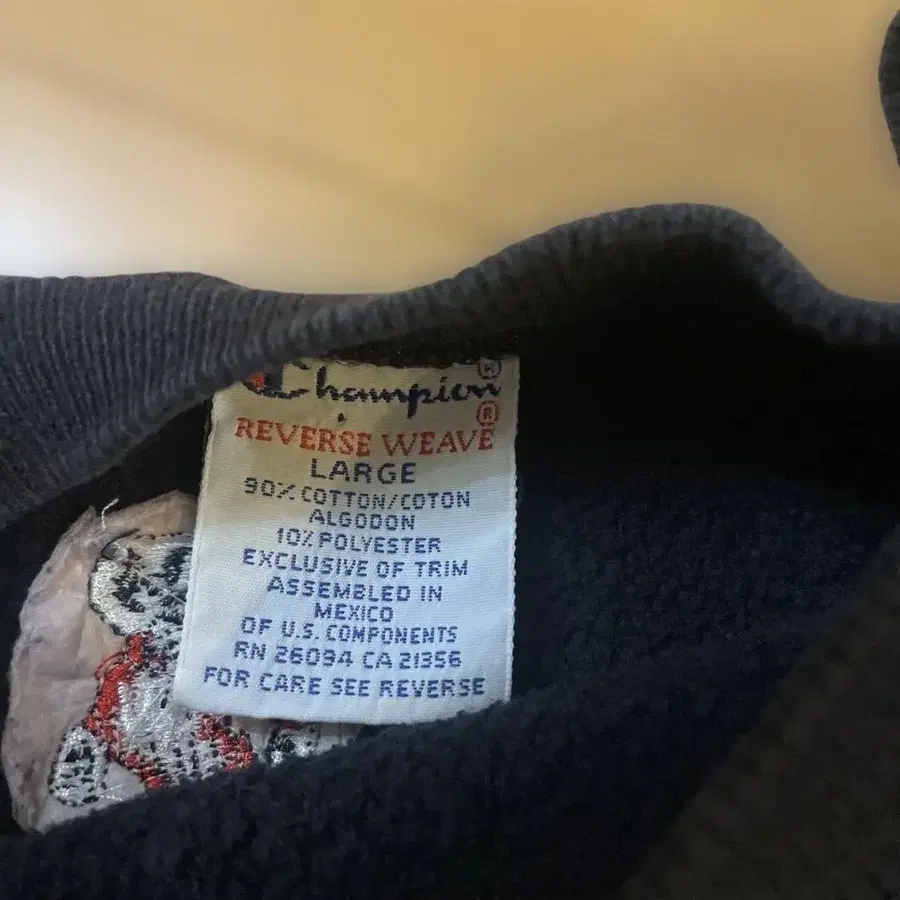 Champion®
REVERSE WEAVE®
LARGE
90% COTTON/COTON
ALGODON
10% POLYESTER
EXCLUSIVE OF TRIM
ASSEMBLED IN
MEXICO
OF U.S. COMPONENTS
RN 26094 CA 21356
FOR CARE SEE REVERSE